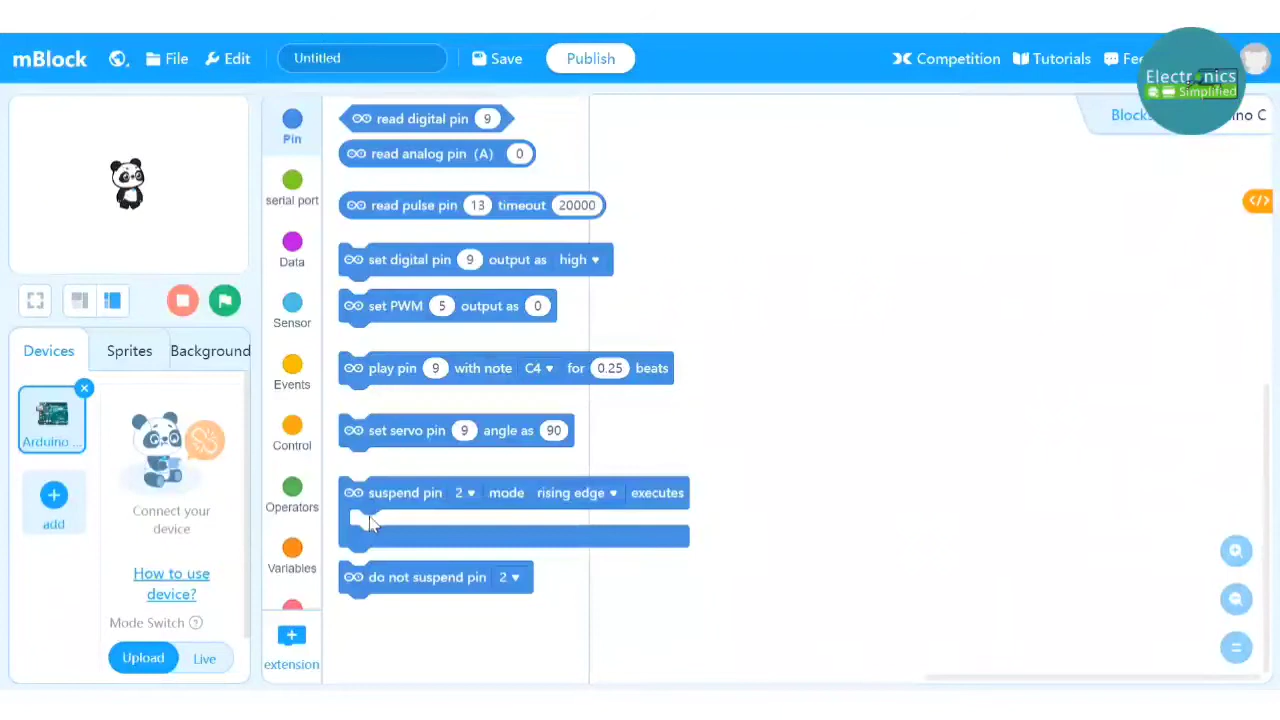 mBlock File Edit Untitled Save Publish Competition Tutorials Fee
Electronics
Simplified
Blocks
no C
Pin
serial port
Data
Sensor
Events
Control
Operators
Variables
extension
read digital pin 9
read analog pin (A) 0
read pulse pin 13 timeout 20000
set digital pin 9 output as high
set PWM 5 output as 0
play pin 9 with note C4 for 0.25 beats
set servo pin 9 angle as 90
suspend pin 2 mode rising edge executes
do not suspend pin 2
</>
Devices Sprites Background
Arduino ...
add
Connect your
device
How to use
device?
Mode Switch ?
Upload Live